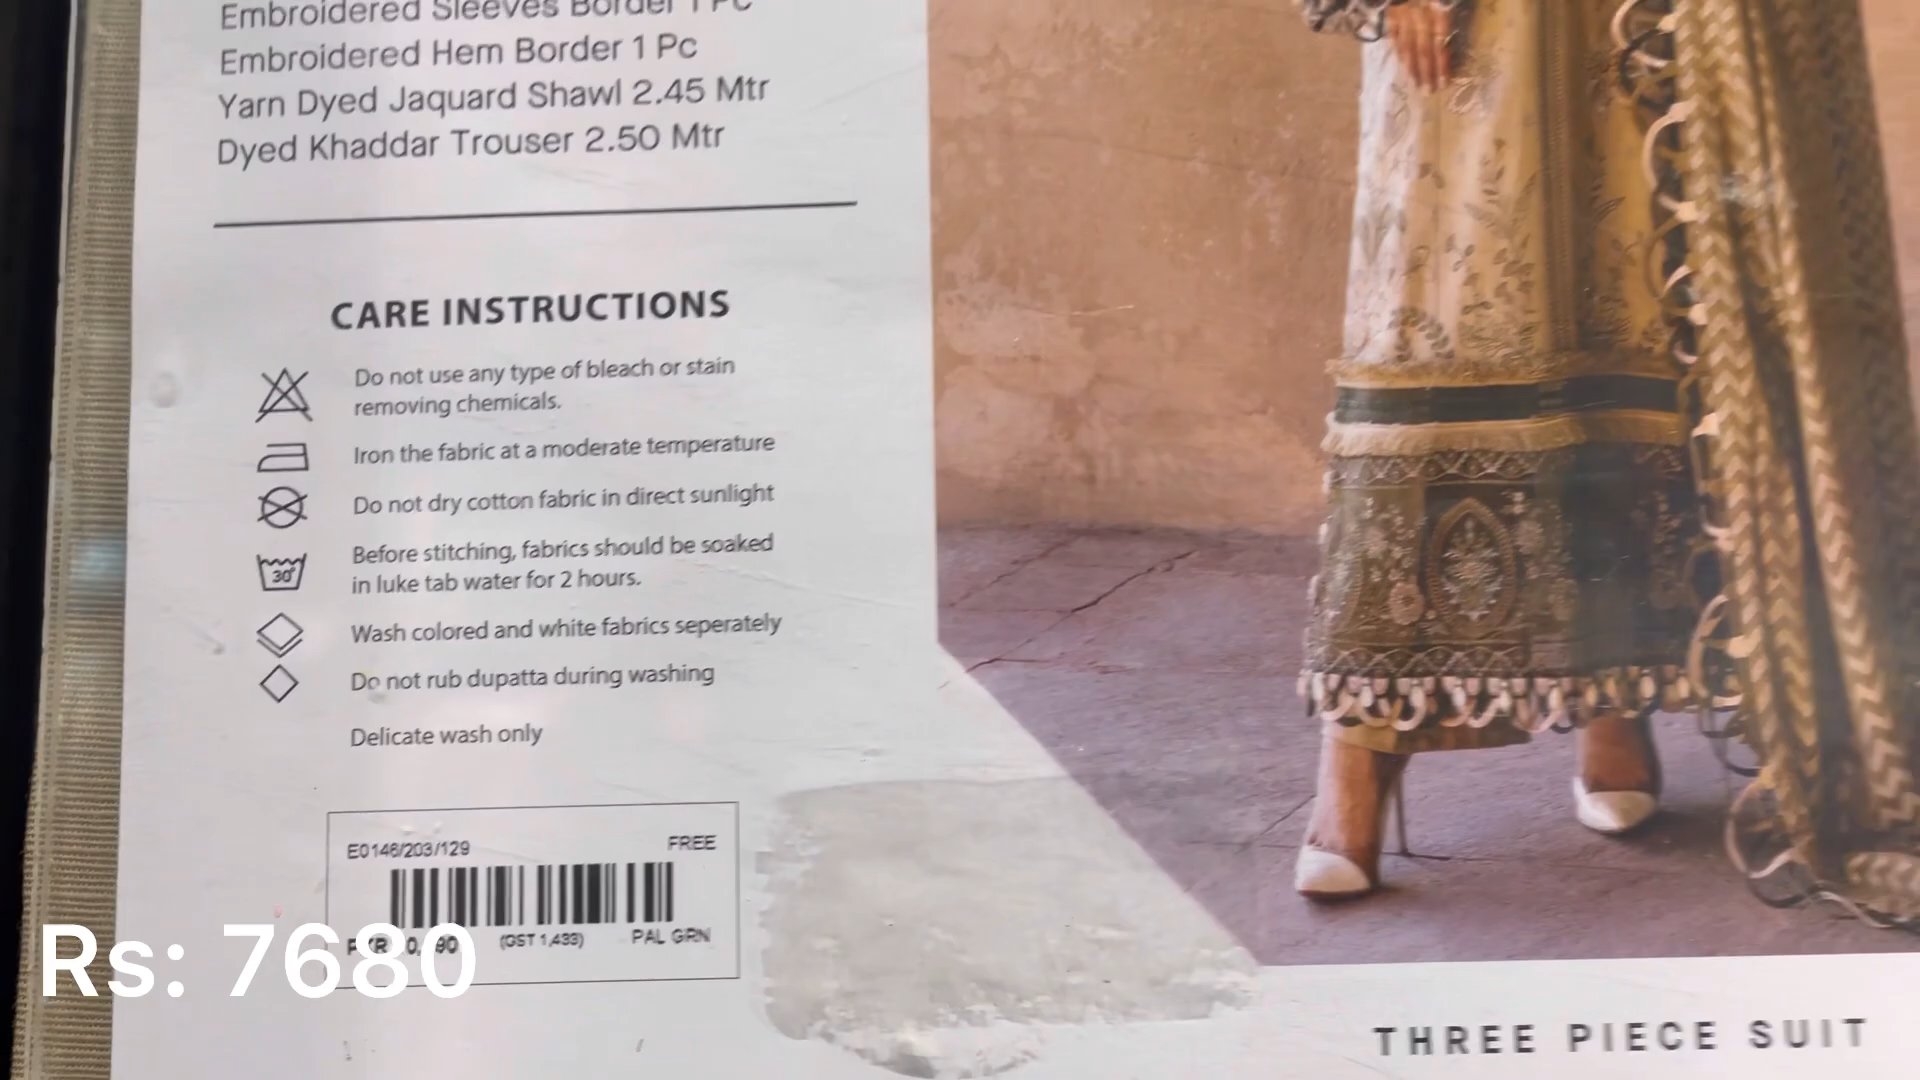 Embroidered Sleeves Border 1 Pc
Embroidered Hem Border 1 Pc
Yarn Dyed Jaquard Shawl 2.45 Mtr
Dyed Khaddar Trouser 2.50 Mtr
CARE INSTRUCTIONS
Do not use any type of bleach or stain
removing chemicals.
Iron the fabric at a moderate temperature
Do not dry cotton fabric in direct sunlight
Before stitching, fabrics should be soaked
30°
in luke tab water for 2 hours.
Wash colored and white fabrics seperately
Do not rub dupatta during washing
Delicate wash only
E0146/203/129 FREE
(GST 1,433) PAL GRN
Rs: 7680
THREE PIECE SUIT